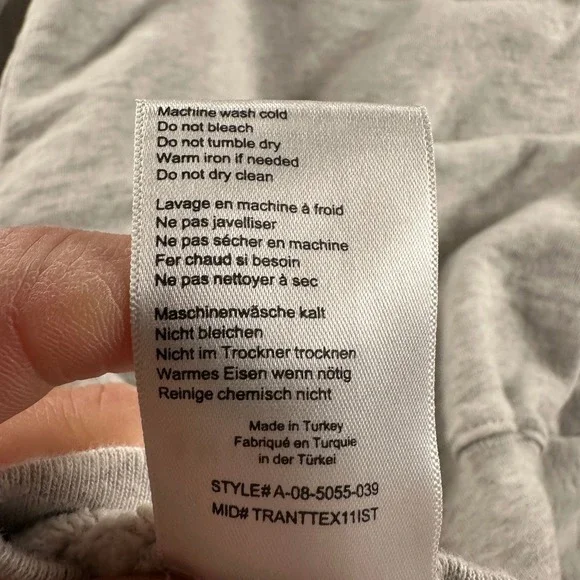 Machine wash cold
Do not bleach
Do not tumble dry
Warm iron if needed
Do not dry clean
Lavage en machine à froid
Ne pas javelliser
Ne pas sécher en machine
Fer chaud si besoin
Ne pas nettoyer à sec
Maschinenwäsche kalt
Nicht bleichen
Nicht im Trockner trocknen
Warmes Eisen wenn nötig
Reinige chemisch nicht
Made in Turkey
Fabriqué en Turquie
in der Türkei
STYLE# A-08-5055-039
MID# TRANTTEX11IST